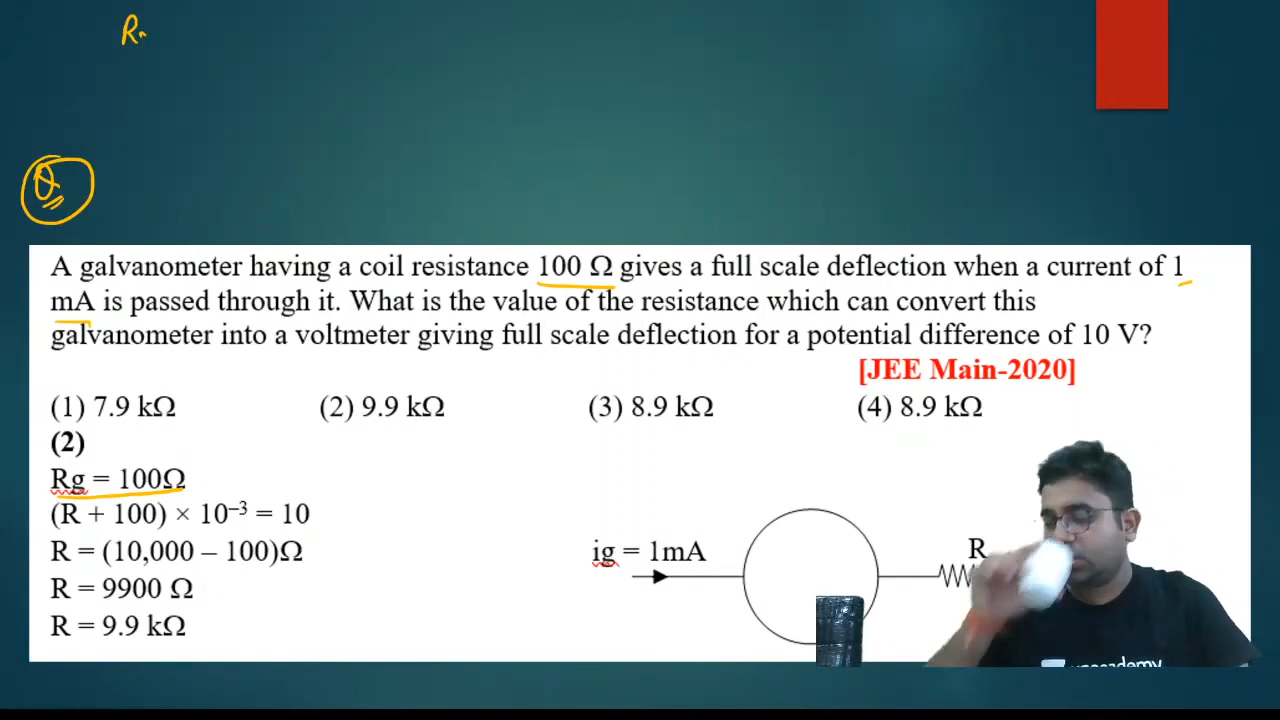 R
A galvanometer having a coil resistance 100 Ω gives a full scale deflection when a current of 1
mA is passed through it. What is the value of the resistance which can convert this
galvanometer into a voltmeter giving full scale deflection for a potential difference of 10 V?
[JEE Main-2020]
(1) 7.9 kΩ (2) 9.9 kΩ (3) 8.9 kΩ (4) 8.9 kΩ
(2)
Rg = 100Ω
(R + 100) × 10⁻³ = 10
R = (10,000 – 100)Ω
ig = 1mA R
R = 9900 Ω
R = 9.9 kΩ